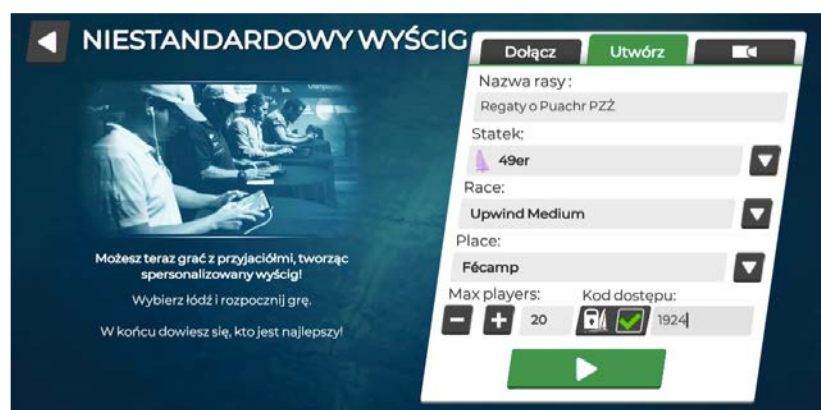 NIESTANDARDOWY WYŚCIG
Możesz teraz grać z przyjaciółmi, tworząc
spersonalizowany wyścig!
Wybierz łódź i rozpocznij grę.
W końcu dowiesz się, kto jest najlepszy!
Dołącz Utwórz
Nazwa rasy:
Regaty o Puachr PZŻ
Statek:
49er
Race:
Upwind Medium
Place:
Fécamp
Max players: Kod dostępu:
20 1924